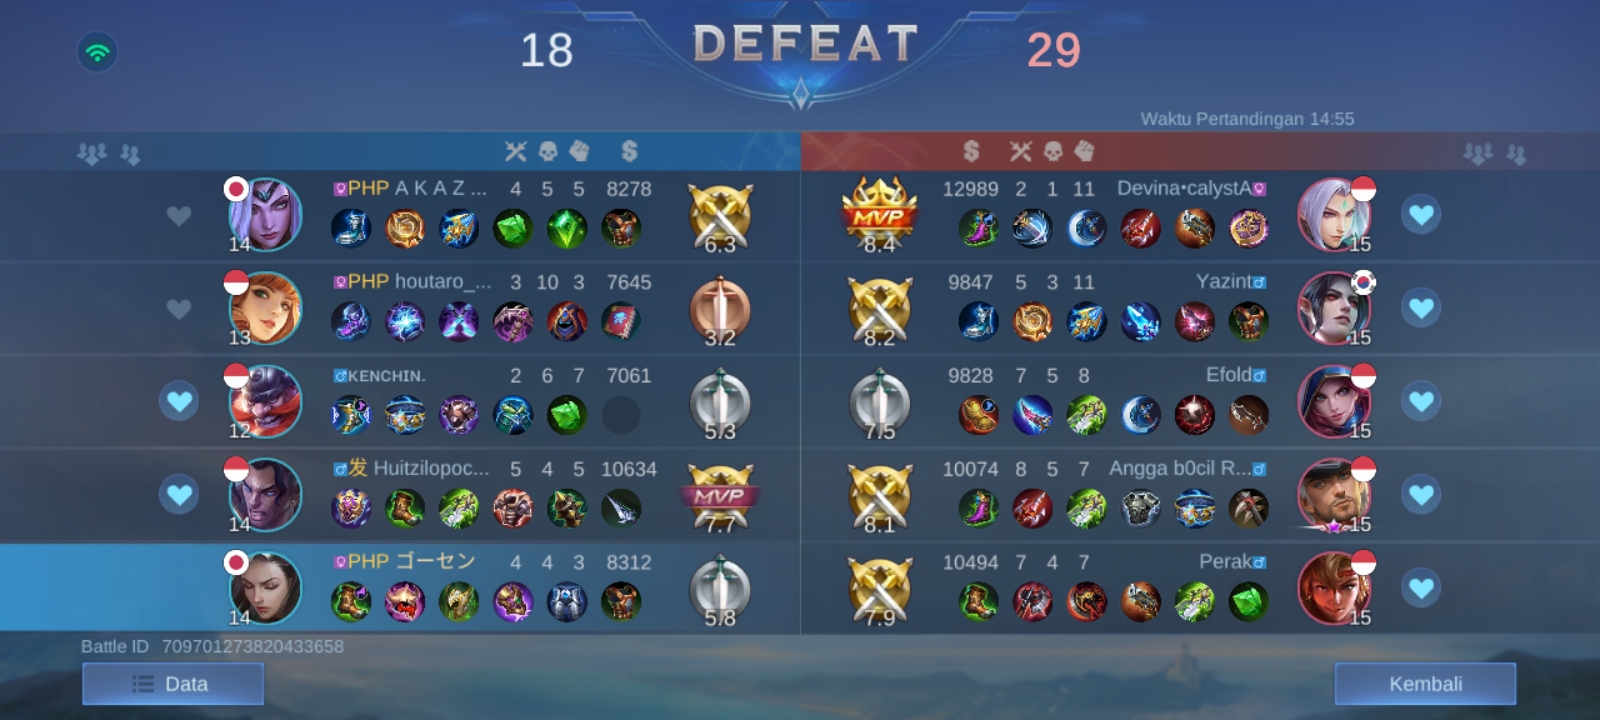 18 DEFEAT 29
Waktu Pertandingan 14:55
PHP A K A Z ... 4 5 5 8278
14 6.3
MVP 12989 2 1 11 Devina•calystA
8.4 15
PHP houtaro_... 3 10 3 7645
13 3.2
9847 5 3 11 Yazint
8.2 15
KENCHIN. 2 6 7 7061
12 5.3
9828 7 5 8 Efold
7.5 15
发 Huitzilopoc... 5 4 5 10634 MVP
14 7.7
10074 8 5 7 Angga b0cil R...
8.1 15
PHP ゴーセン 4 4 3 8312
14 5.8
10494 7 4 7 Perak
7.9 15
Battle ID 709701273820433658
Data
Kembali